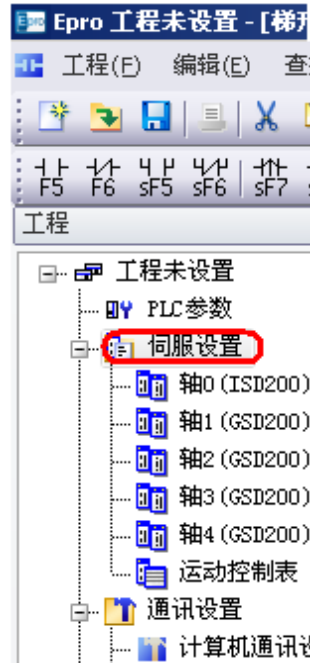 Epro 工程未设置 - [梯形
工程(F) 编辑(E) 查
F5 F6 sF5 sF6 sF7
工程
工程未设置
PLC参数
伺服设置
轴0(ISD200)
轴1(GSD200)
轴2(GSD200)
轴3(GSD200)
轴4(GSD200)
运动控制表
通讯设置
计算机通讯设